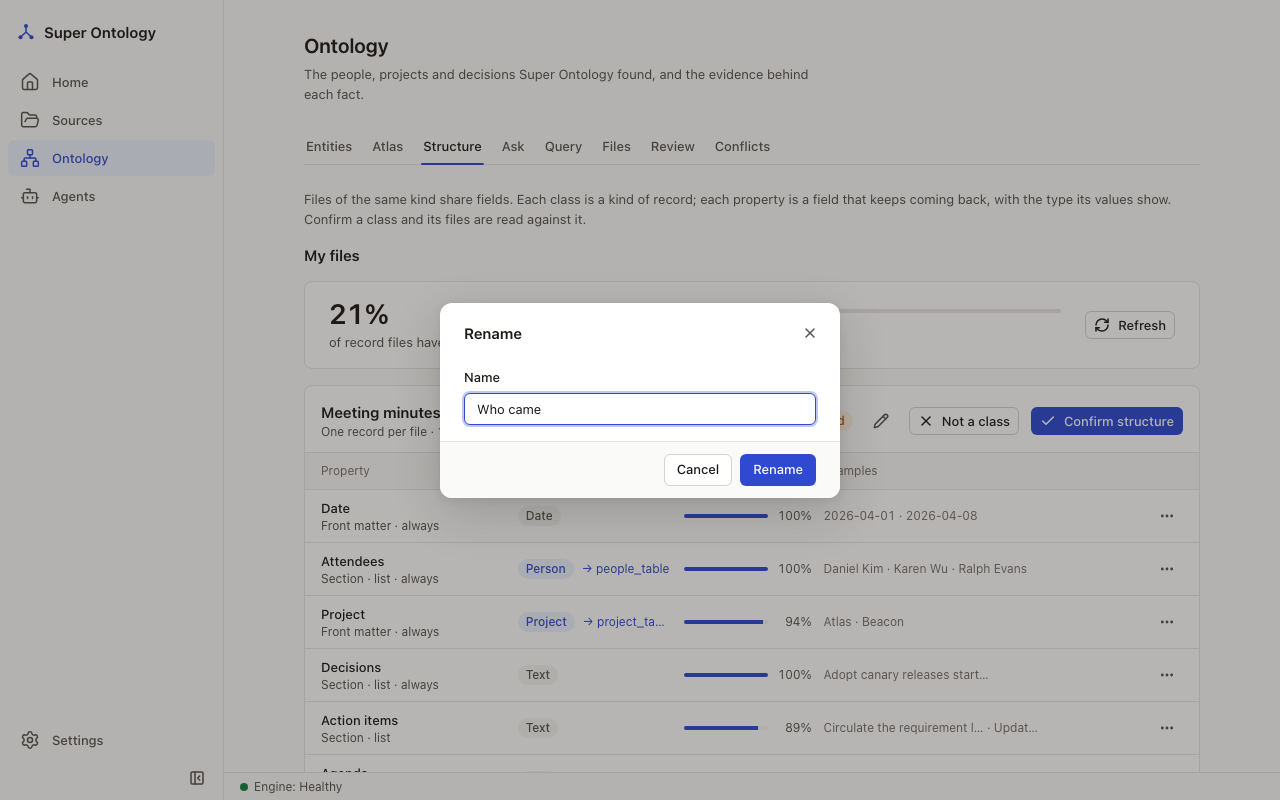 Super Ontology
Home
Sources
Ontology
Agents
Settings
Ontology
The people, projects and decisions Super Ontology found, and the evidence behind
each fact.
Entities Atlas Structure Ask Query Files Review Conflicts
Files of the same kind share fields. Each class is a kind of record; each property is a field that keeps coming back, with the type its values show.
Confirm a class and its files are read against it.
My files
21%
of record files have
Refresh
Rename
Name
Who came
Cancel Rename
Meeting minutes
One record per file ·
Not a class Confirm structure
Property
Date
Front matter · always
Date 100% 2026-04-01 · 2026-04-08
Attendees
Section · list · always
Person → people_table 100% Daniel Kim · Karen Wu · Ralph Evans
Project
Front matter · always
Project → project_ta... 94% Atlas · Beacon
Decisions
Section · list · always
Text 100% Adopt canary releases start...
Action items
Section · list
Text 89% Circulate the requirement l... · Updat...
Engine: Healthy